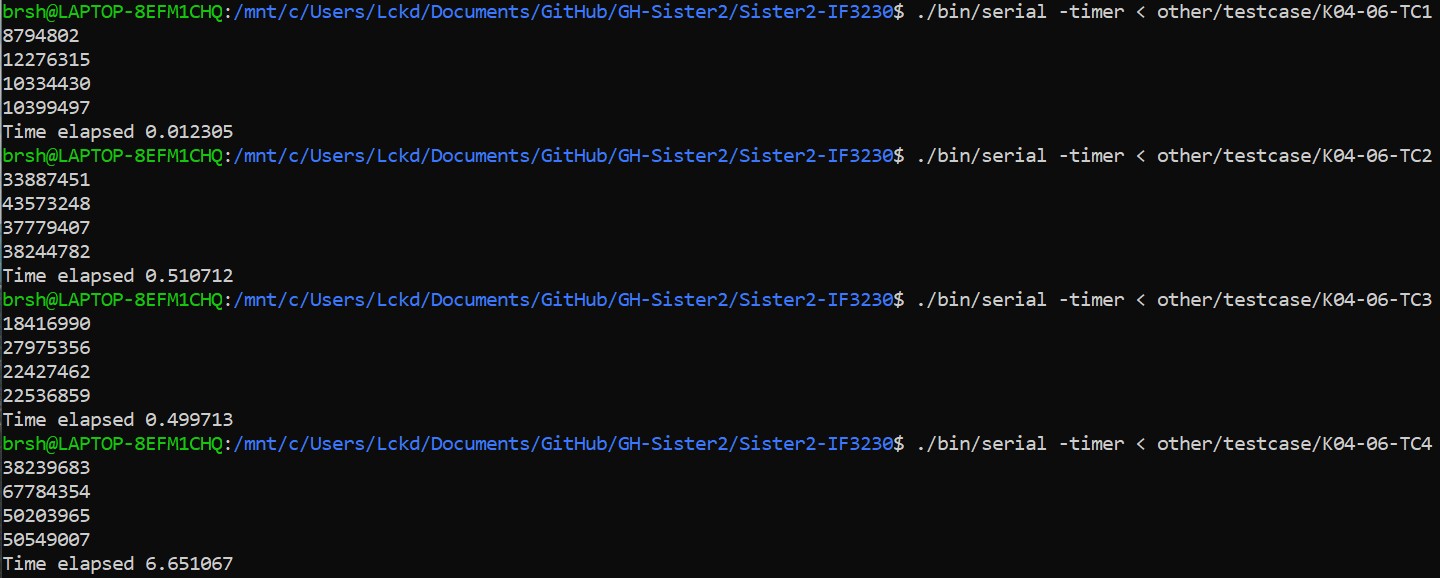 brsh@LAPTOP-8EFM1CHQ:/mnt/c/Users/Lckd/Documents/GitHub/GH-Sister2/Sister2-IF3230$ ./bin/serial -timer < other/testcase/K04-06-TC1
8794802
12276315
10334430
10399497
Time elapsed 0.012305
brsh@LAPTOP-8EFM1CHQ:/mnt/c/Users/Lckd/Documents/GitHub/GH-Sister2/Sister2-IF3230$ ./bin/serial -timer < other/testcase/K04-06-TC2
33887451
43573248
37779407
38244782
Time elapsed 0.510712
brsh@LAPTOP-8EFM1CHQ:/mnt/c/Users/Lckd/Documents/GitHub/GH-Sister2/Sister2-IF3230$ ./bin/serial -timer < other/testcase/K04-06-TC3
18416990
27975356
22427462
22536859
Time elapsed 0.499713
brsh@LAPTOP-8EFM1CHQ:/mnt/c/Users/Lckd/Documents/GitHub/GH-Sister2/Sister2-IF3230$ ./bin/serial -timer < other/testcase/K04-06-TC4
38239683
67784354
50203965
50549007
Time elapsed 6.651067